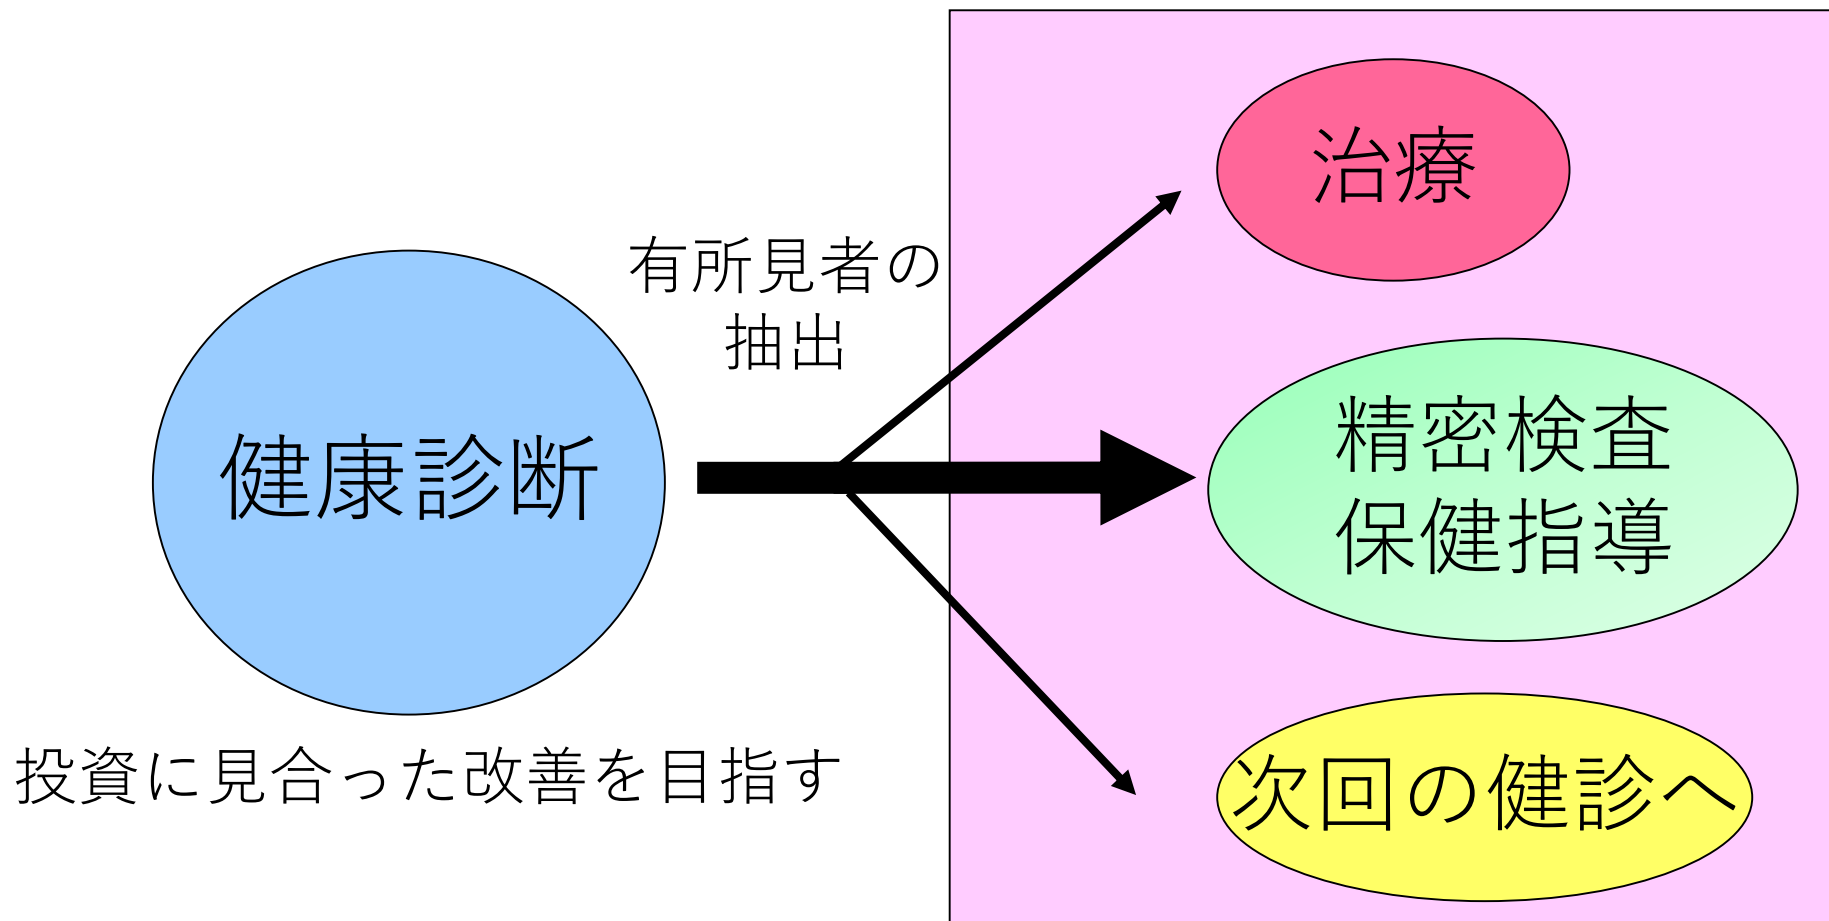 健康診断
投資に見合った改善を目指す
有所見者の
抽出
治療
精密検査
保健指導
次回の健診へ